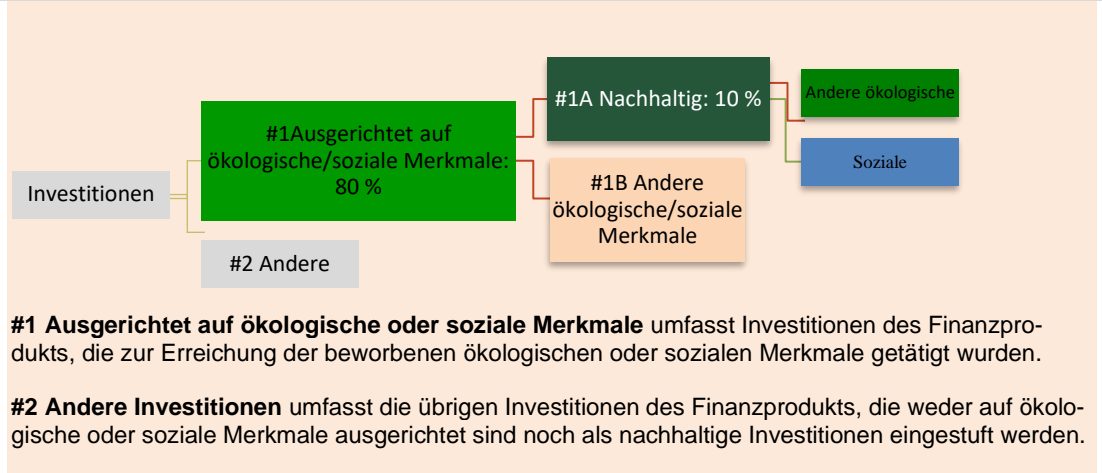 #1A Nachhaltig: 10 %
Andere ökologische
#1Ausgerichtet auf
ökologische/soziale Merkmale:
80 %
Soziale
#1B Andere
ökologische/soziale
Merkmale
Investitionen
#2 Andere
#1 Ausgerichtet auf ökologische oder soziale Merkmale umfasst Investitionen des Finanzpro-
dukts, die zur Erreichung der beworbenen ökologischen oder sozialen Merkmale getätigt wurden.
#2 Andere Investitionen umfasst die übrigen Investitionen des Finanzprodukts, die weder auf ökolo-
gische oder soziale Merkmale ausgerichtet sind noch als nachhaltige Investitionen eingestuft werden.